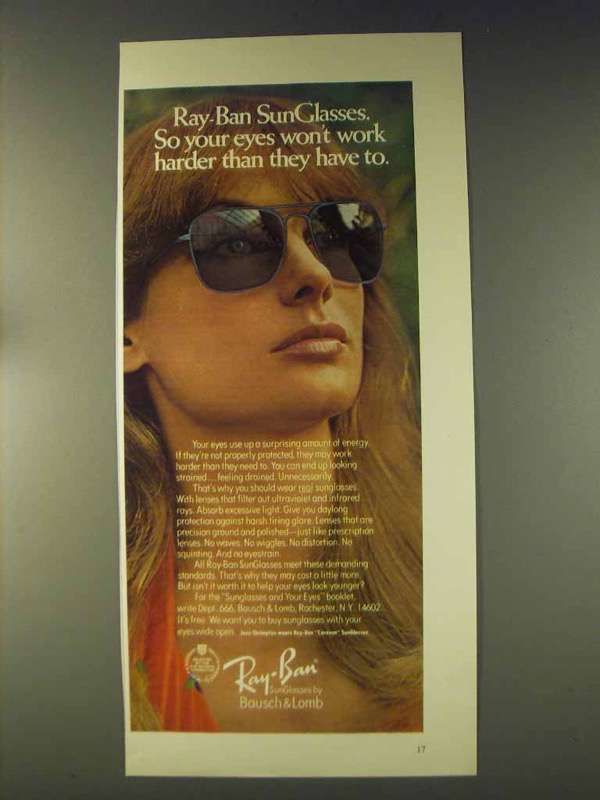 Ray-Ban SunGlasses.
So your eyes won't work
harder than they have to.
Your eyes use up a surprising amount of energy.
If they're not properly protected, they may work
harder than they need to. You can end up looking
strained...feeling drained. Unnecessarily.
That's why you should wear real sunglasses.
With lenses that filter out ultraviolet and infrared
rays. Absorb excessive light. Give you daylong
protection against harsh tiring glare. Lenses that are
precision ground and polished—just like prescription
lenses. No waves. No wiggles. No distortion. No
squinting. And no eyestrain.
All Ray-Ban SunGlasses meet these demanding
standards. That's why they may cost a little more.
But isn't it worth it to help your eyes look younger?
For the "Sunglasses and Your Eyes" booklet,
write Dept. 666, Bausch & Lomb, Rochester, N.Y. 14602.
It's free. We want you to buy sunglasses with your
eyes wide open. Jean Shrimpton wears Ray-Ban "Caravan" SunGlasses.
Ray-Ban
SunGlasses by
Bausch & Lomb
17